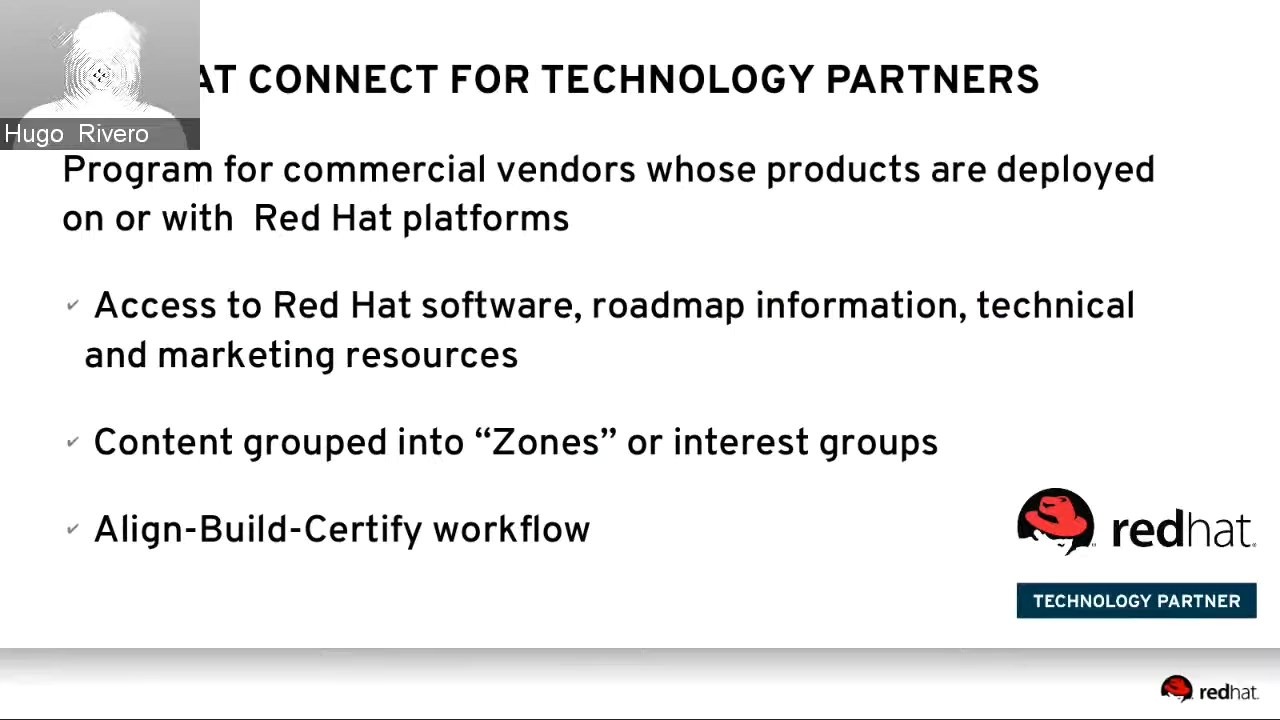 AT CONNECT FOR TECHNOLOGY PARTNERS
Hugo Rivero
Program for commercial vendors whose products are deployed
on or with Red Hat platforms
✔ Access to Red Hat software, roadmap information, technical
and marketing resources
✔ Content grouped into “Zones” or interest groups
✔ Align-Build-Certify workflow
redhat.
TECHNOLOGY PARTNER
redhat.